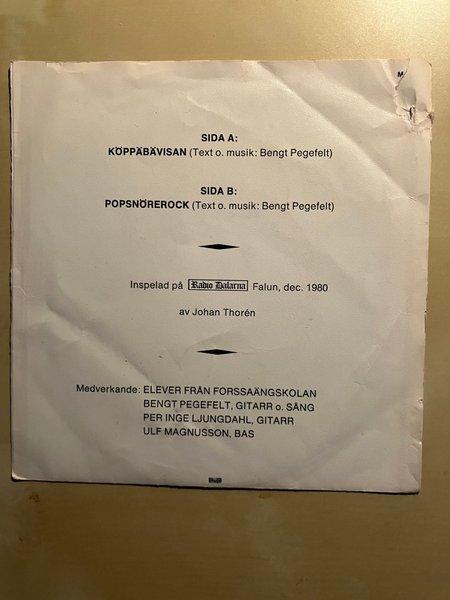 M
SIDA A:
KÖPPÄBÄVISAN (Text o. musik: Bengt Pegefelt)
SIDA B:
POPSNÖREROCK (Text o. musik: Bengt Pegefelt)
Inspelad på Radio Dalarna Falun, dec. 1980
av Johan Thorén
Medverkande: ELEVER FRÅN FORSSAÄNGSKOLAN
BENGT PEGEFELT, GITARR o. SÅNG
PER INGE LJUNGDAHL, GITARR
ULF MAGNUSSON, BAS